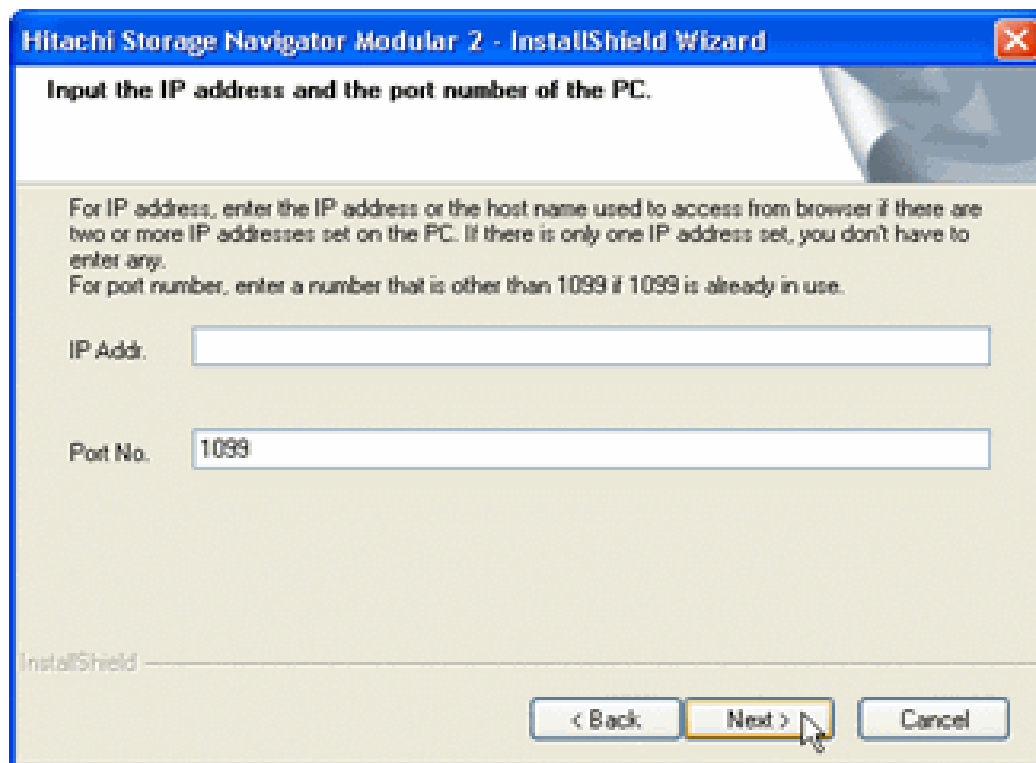 Hitachi Storage Navigator Modular 2 - InstallShield Wizard
Input the IP address and the port number of the PC.
For IP address, enter the IP address or the host name used to access from browser if there are
two or more IP addresses set on the PC. If there is only one IP address set, you don't have to
enter any.
For port number, enter a number that is other than 1099 if 1099 is already in use.
IP Addr.
Port No. 1099
InstallShield
< Back Next > Cancel